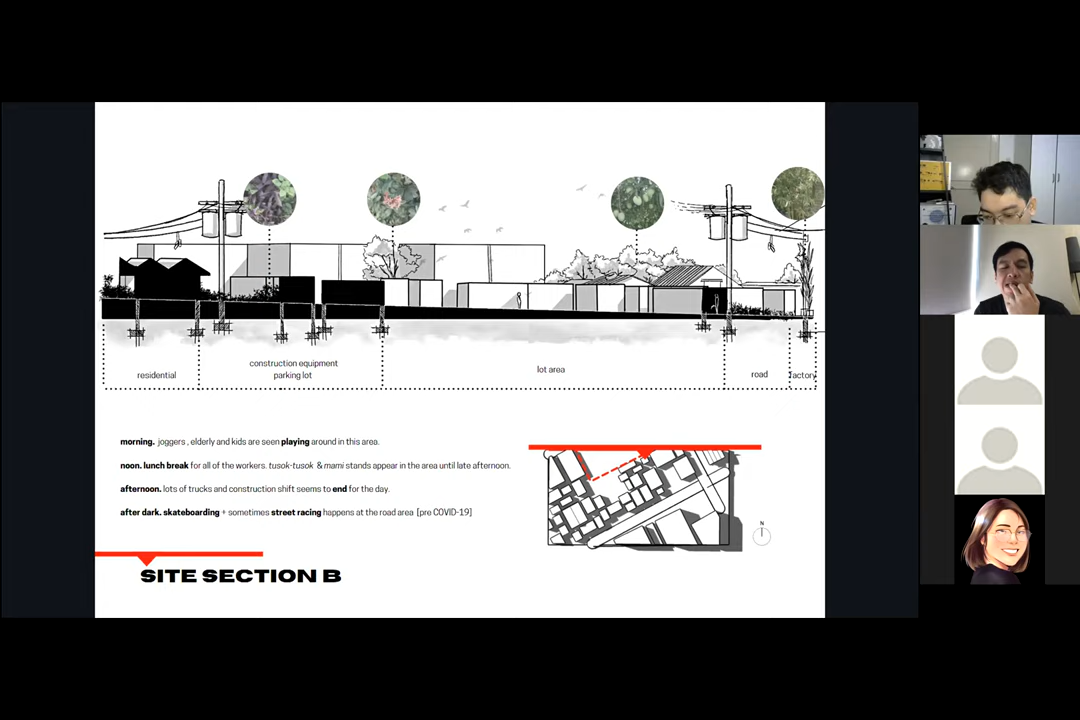 construction equipment
parking lot
residential
lot area
road
factory
morning. joggers , elderly and kids are seen playing around in this area.
noon. lunch break for all of the workers. tusok-tusok & mami stands appear in the area until late afternoon.
afternoon. lots of trucks and construction shift seems to end for the day.
after dark. skateboarding + sometimes street racing happens at the road area [pre COVID-19]
N
SITE SECTION B